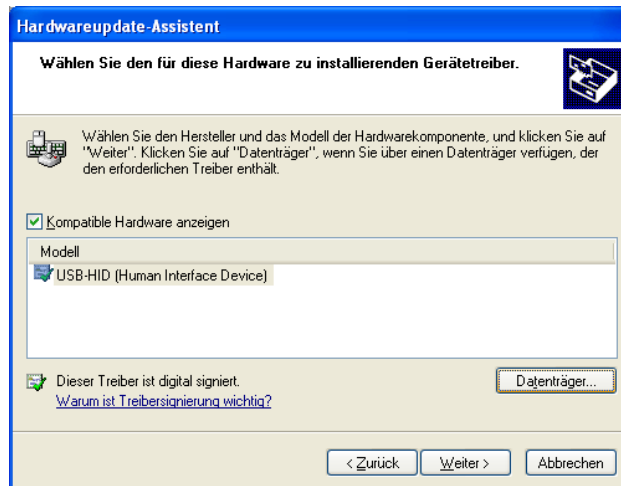 Hardwareupdate-Assistent
Wählen Sie den für diese Hardware zu installierenden Gerätetreiber.
Wählen Sie den Hersteller und das Modell der Hardwarekomponente, und klicken Sie auf
"Weiter". Klicken Sie auf "Datenträger", wenn Sie über einen Datenträger verfügen, der
den erforderlichen Treiber enthält.
Kompatible Hardware anzeigen
Modell
USB-HID (Human Interface Device)
Dieser Treiber ist digital signiert.
Datenträger...
Warum ist Treibersignierung wichtig?
< Zurück Weiter > Abbrechen